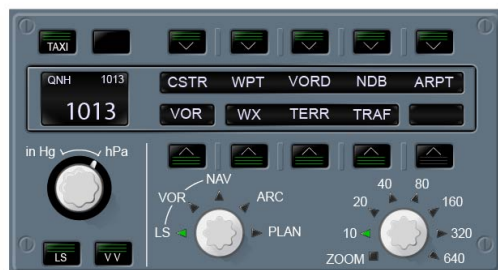 TAXI
QNH 1013
1013
CSTR WPT VORD NDB ARPT
VOR WX TERR TRAF
in Hg hPa
LS VV
LS VOR NAV ARC PLAN
ZOOM 10 20 40 80 160 320 640